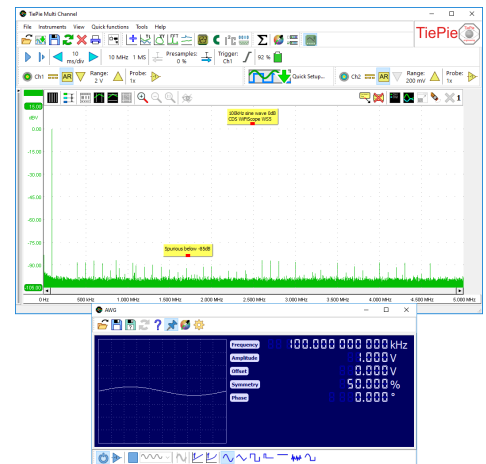 TiePie Multi Channel
File Instruments View Quick functions Tools Help
TiePie
10 ms/div
10 MHz 1 MS
Presamples: 0 %
Trigger: Ch1
92 %
Ch1 AR Range: 2 V Probe: 1x
Quick Setup...
Ch2 AR Range: 200 mV Probe: 1x
1
15.00
dBV
100kHz sine wave 0dB
CDS WFiScope WS5
0.00
-15.00
-30.00
-45.00
-60.00
-75.00
Spurious below -85dB
-90.00
0 Hz 500 kHz 1.000 MHz 1.500 MHz 2.000 MHz 2.500 MHz 3.000 MHz 3.500 MHz 4.000 MHz 4.500 MHz 5.000 MHz
AWG
Frequency 100.000 000 000 kHz
Amplitude 1.000 V
Offset 0.000 V
Symmetry 50.000 %
Phase 0.000 °